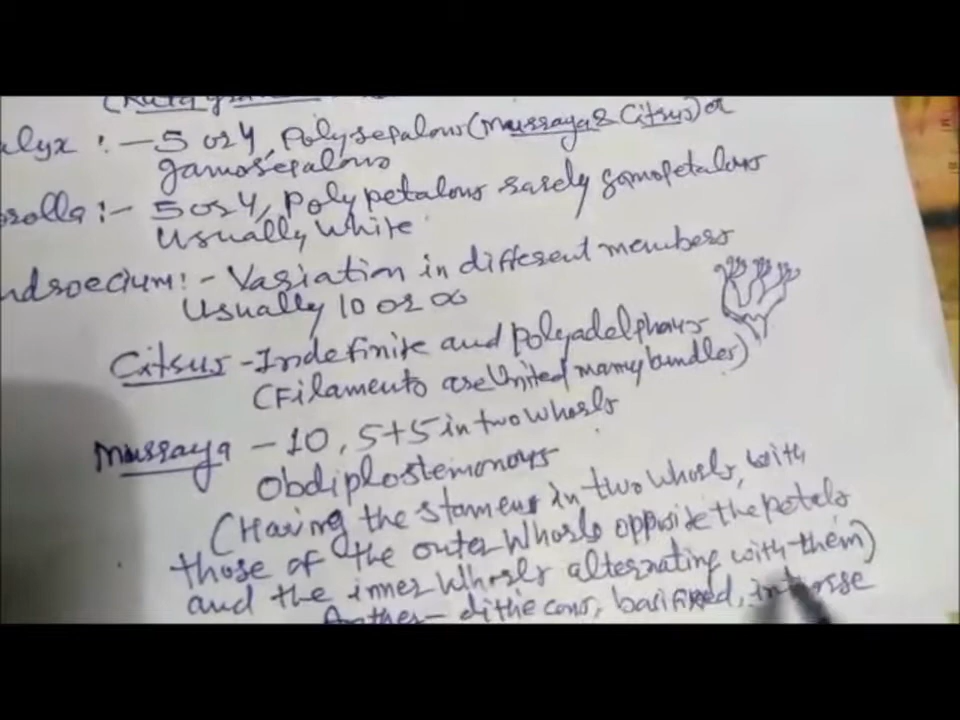 alyx :- 5 or 4, Polysepalous (Murraya & Citrus) or
gamosepalous
orolla :- 5 or 4, Polypetalous rarely gamopetalous
Usually White
ndroecium :- Variation in different members
Usually 10 or ∞
Citrus - Indefinite and Polyadelphous
(Filaments are United many bundles)
Murraya - 10, 5+5 in two whorls
Obdiplostemonous
(Having the stamens in two whorls, with
those of the outer whorls opposite the petals
and the inner whorls alternating with them)
Anther - dithecous, basifixed, introrse